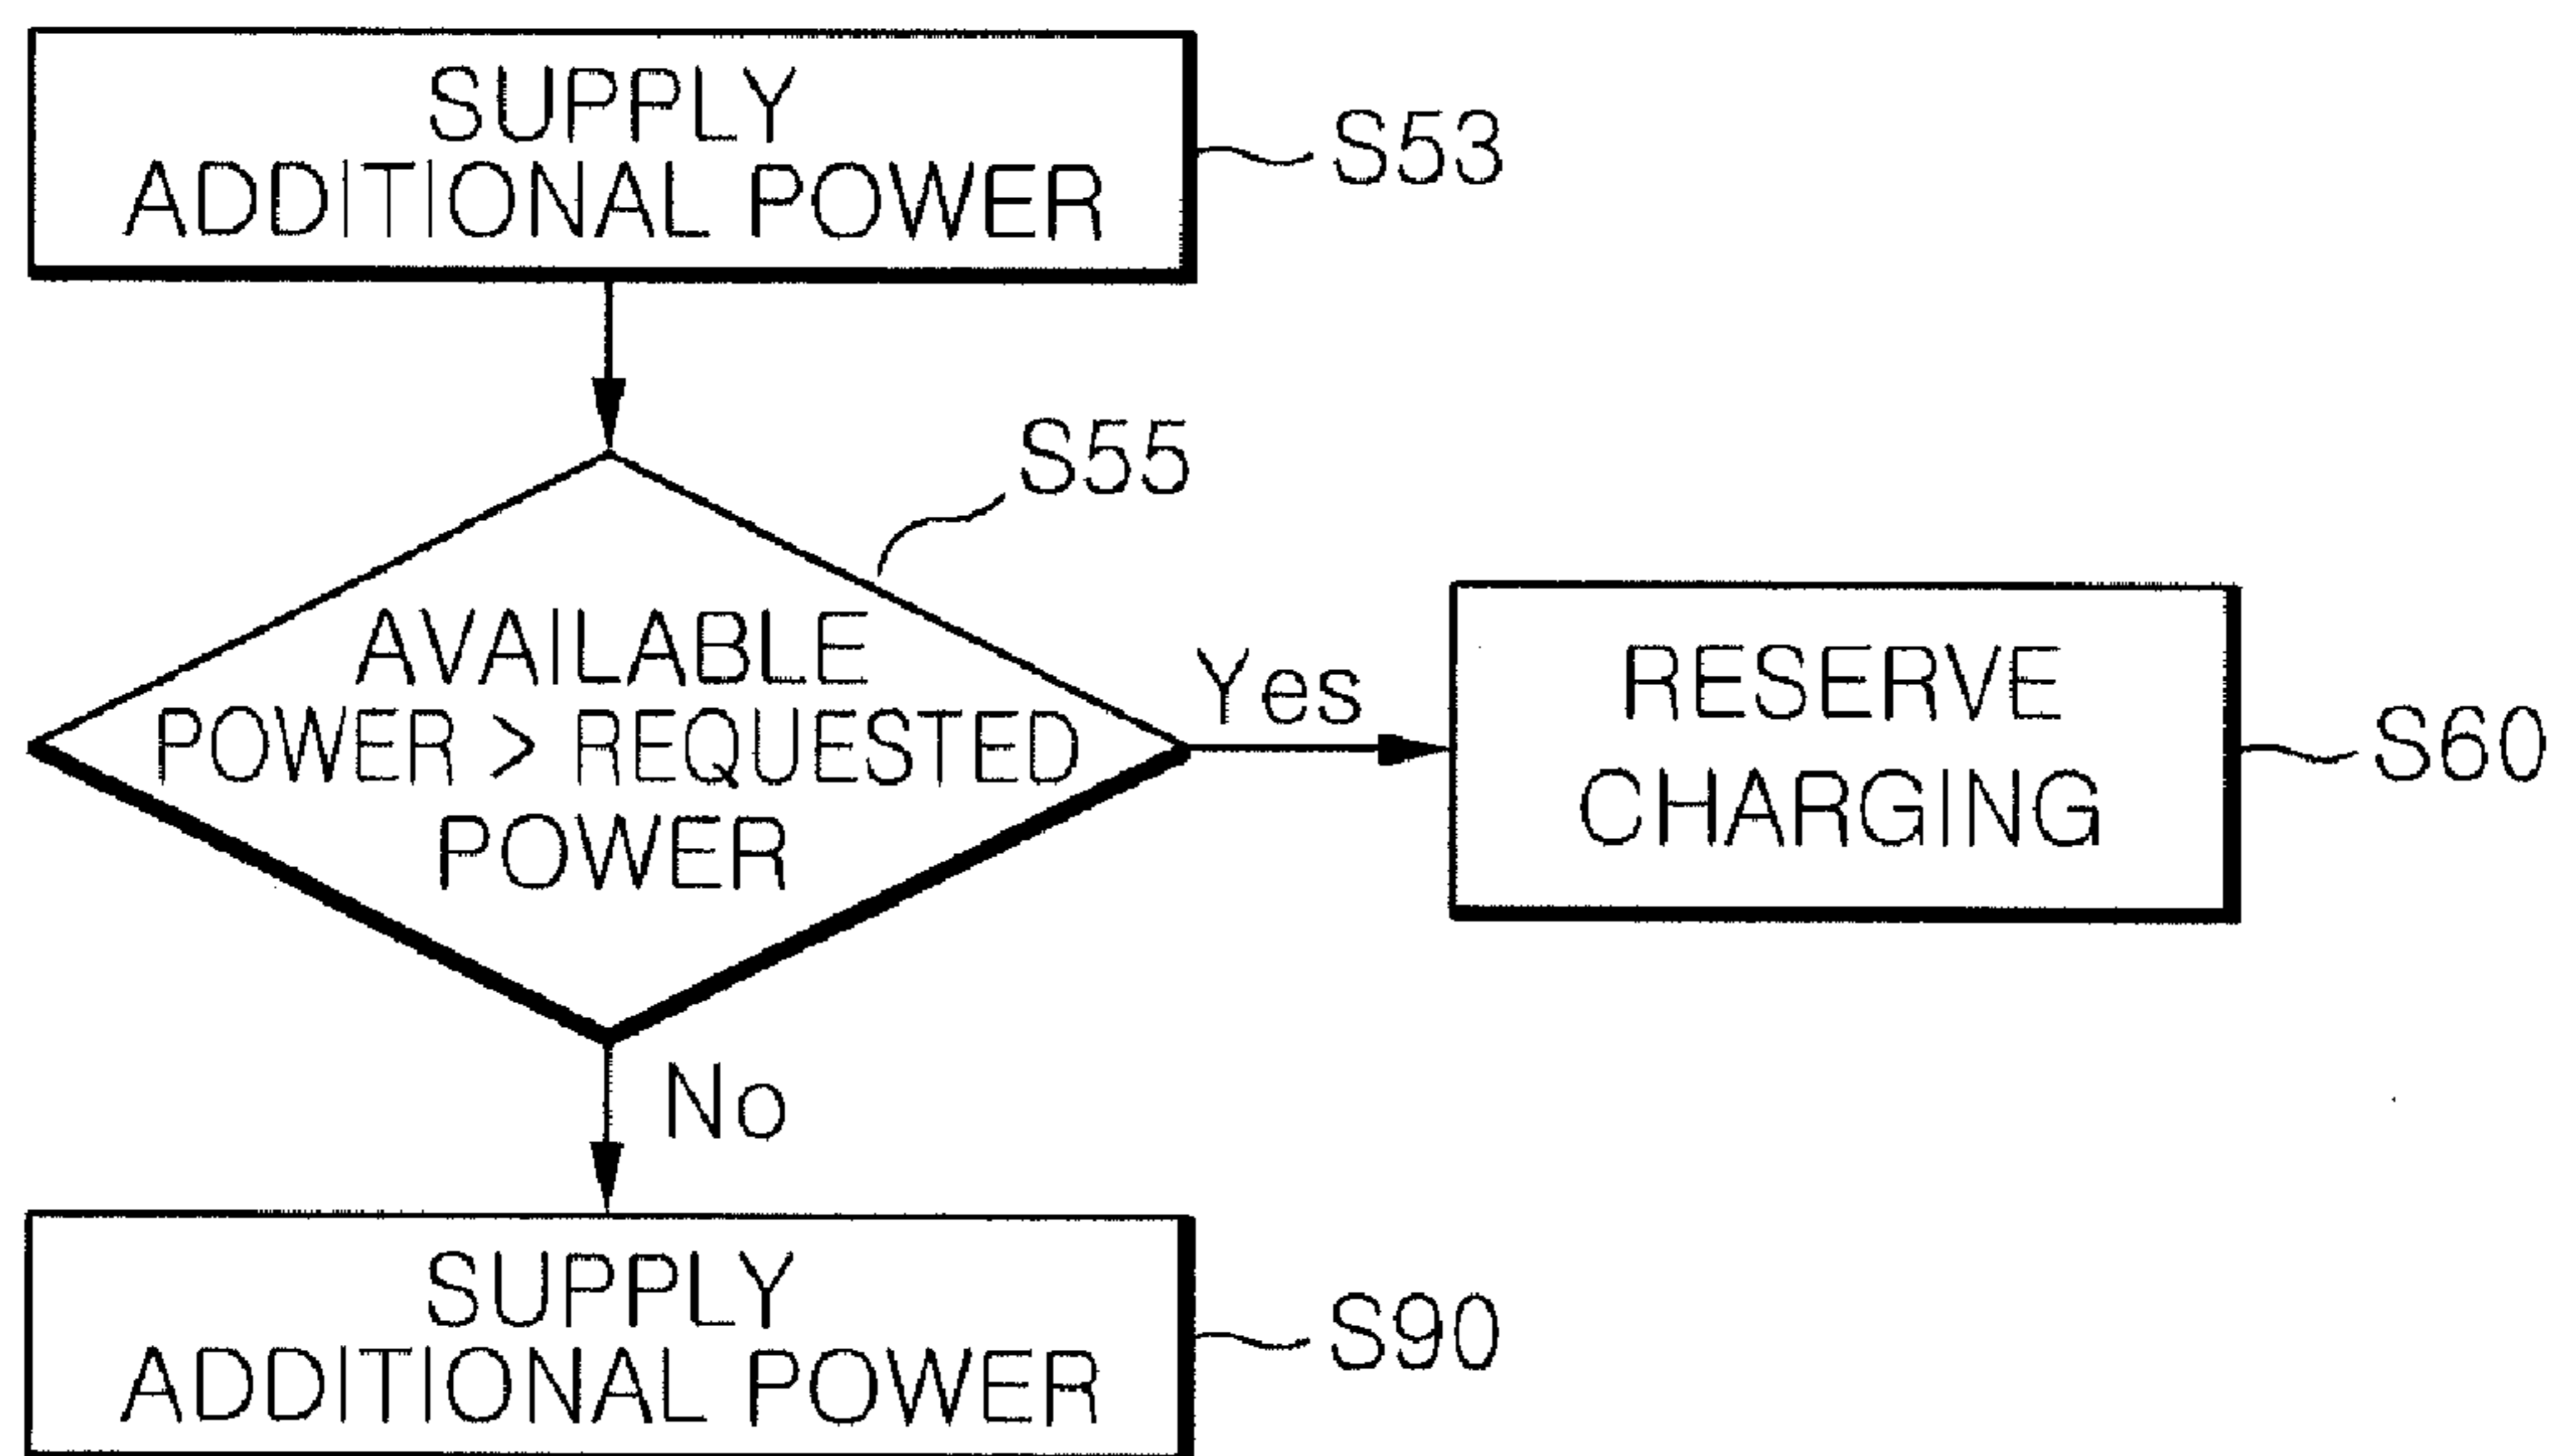 SUPPLY
ADDITIONAL POWER
S53
S55
AVAILABLE
POWER > REQUESTED
POWER
Yes
RESERVE
CHARGING
S60
No
SUPPLY
ADDITIONAL POWER
S90